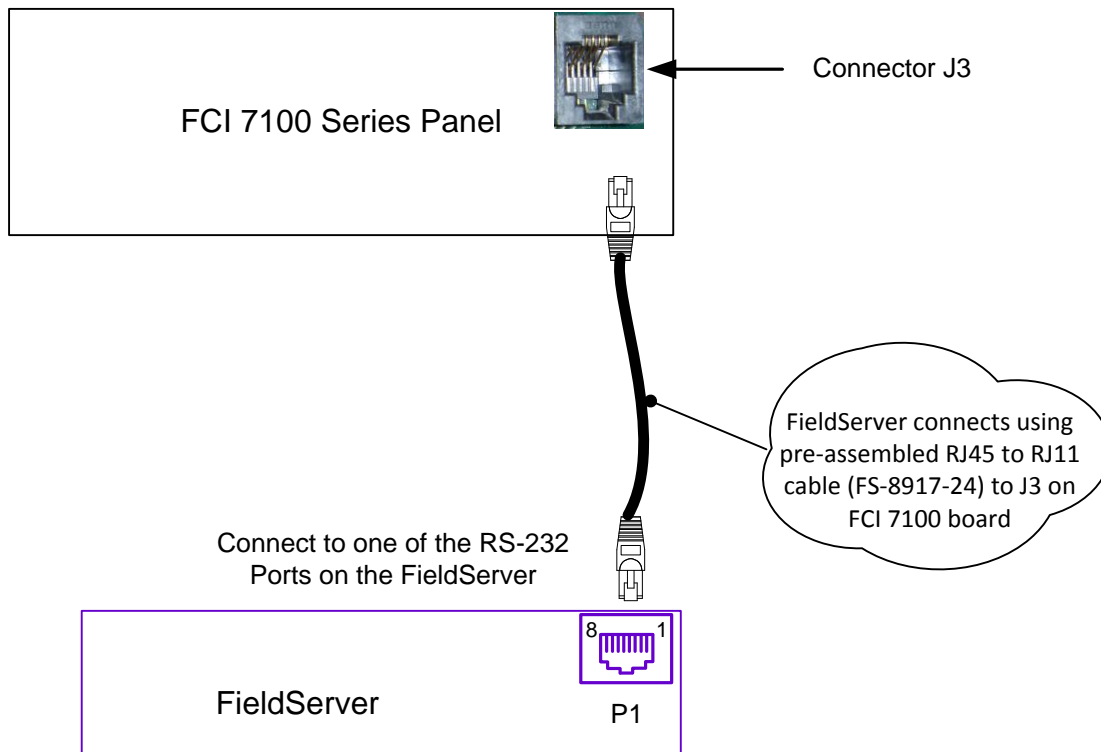 Connector J3
FCI 7100 Series Panel
FieldServer connects using
pre-assembled RJ45 to RJ11
cable (FS-8917-24) to J3 on
FCI 7100 board
Connect to one of the RS-232
Ports on the FieldServer
8 1
FieldServer
P1